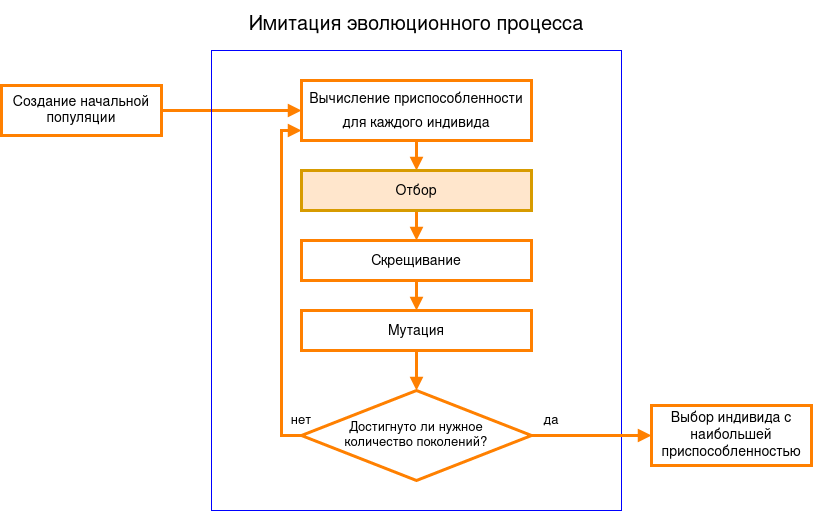 Имитация эволюционного процесса
Создание начальной
популяции
Вычисление приспособленности
для каждого индивида
Отбор
Скрещивание
Мутация
нет
Достигнуто ли нужное
количество поколений?
да
Выбор индивида с
наибольшей
приспособленностью